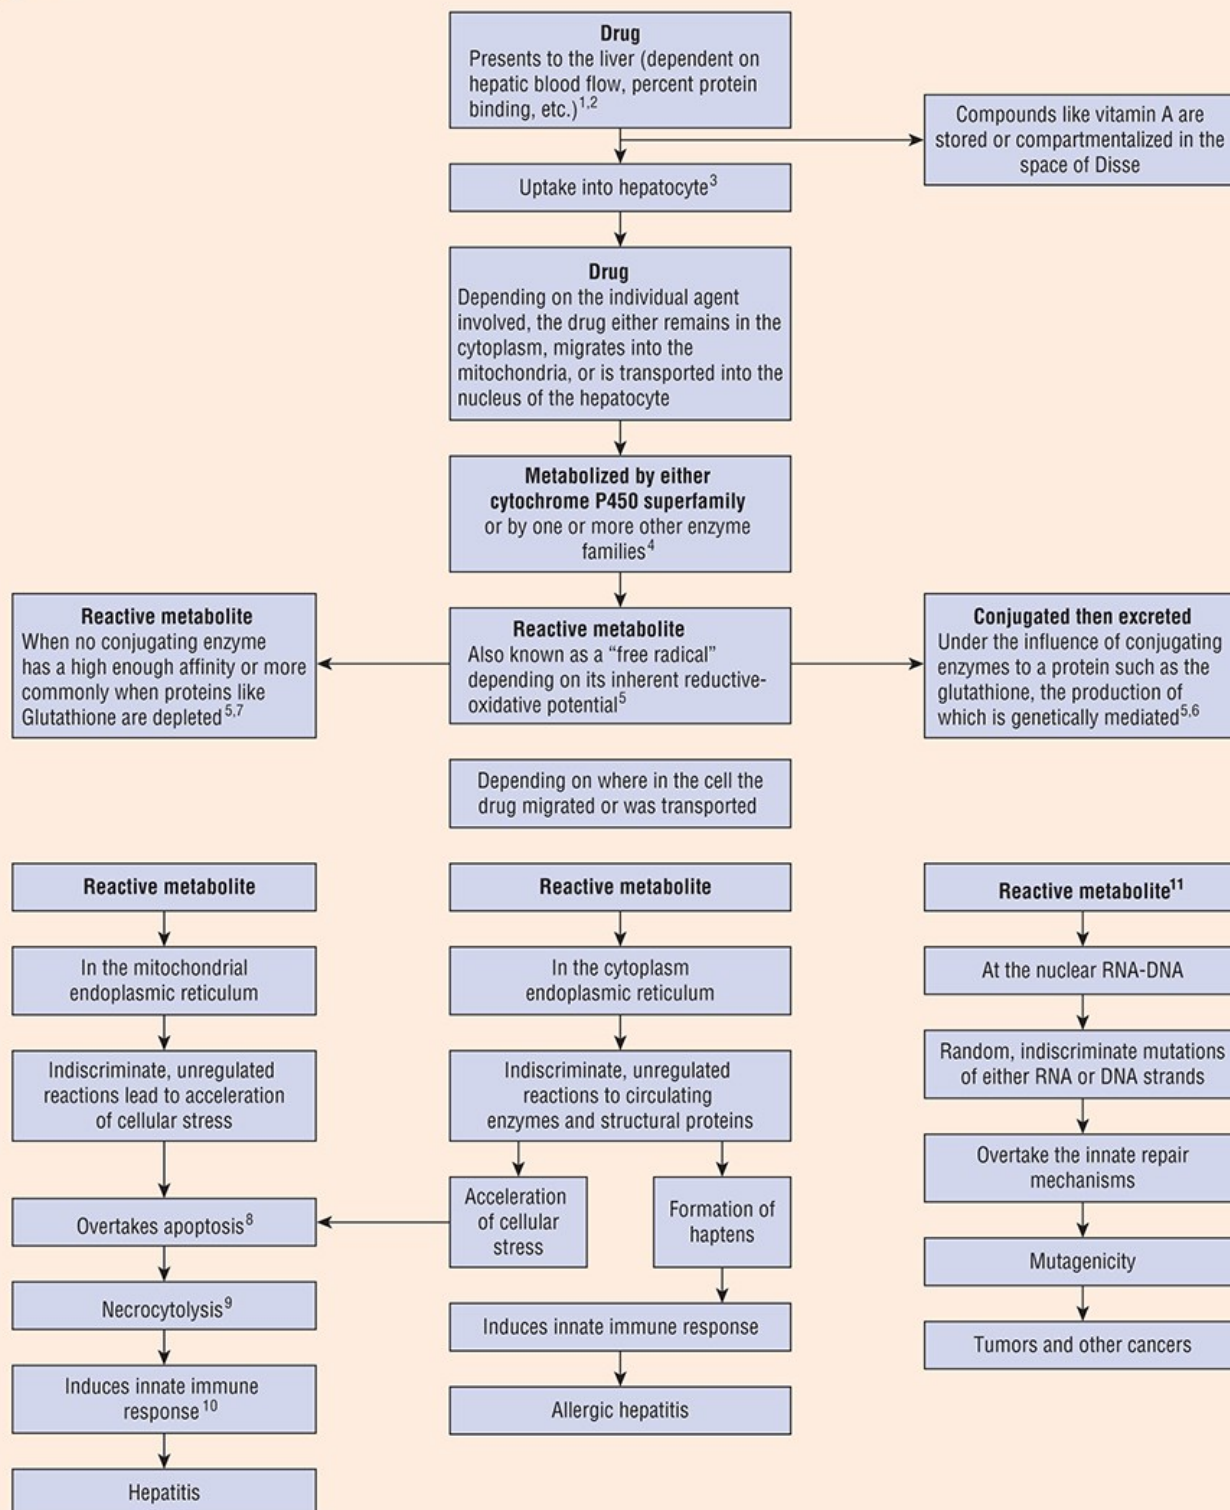 Drug
Presents to the liver (dependent on
hepatic blood flow, percent protein
binding, etc.)1,2
Compounds like vitamin A are
stored or compartmentalized in the
space of Disse
Uptake into hepatocyte3
Drug
Depending on the individual agent
involved, the drug either remains in the
cytoplasm, migrates into the
mitochondria, or is transported into the
nucleus of the hepatocyte
Metabolized by either
cytochrome P450 superfamily
or by one or more other enzyme
families4
Reactive metabolite
When no conjugating enzyme
has a high enough affinity or more
commonly when proteins like
Glutathione are depleted5,7
Reactive metabolite
Also known as a “free radical”
depending on its inherent reductive-
oxidative potential5
Conjugated then excreted
Under the influence of conjugating
enzymes to a protein such as the
glutathione, the production of
which is genetically mediated5,6
Depending on where in the cell the
drug migrated or was transported
Reactive metabolite
In the mitochondrial
endoplasmic reticulum
Indiscriminate, unregulated
reactions lead to acceleration
of cellular stress
Overtakes apoptosis8
Necrocytolysis9
Induces innate immune
response10
Hepatitis
Reactive metabolite
In the cytoplasm
endoplasmic reticulum
Indiscriminate, unregulated
reactions to circulating
enzymes and structural proteins
Acceleration
of cellular
stress
Formation of
haptens
Induces innate immune response
Allergic hepatitis
Reactive metabolite11
At the nuclear RNA-DNA
Random, indiscriminate mutations
of either RNA or DNA strands
Overtake the innate repair
mechanisms
Mutagenicity
Tumors and other cancers